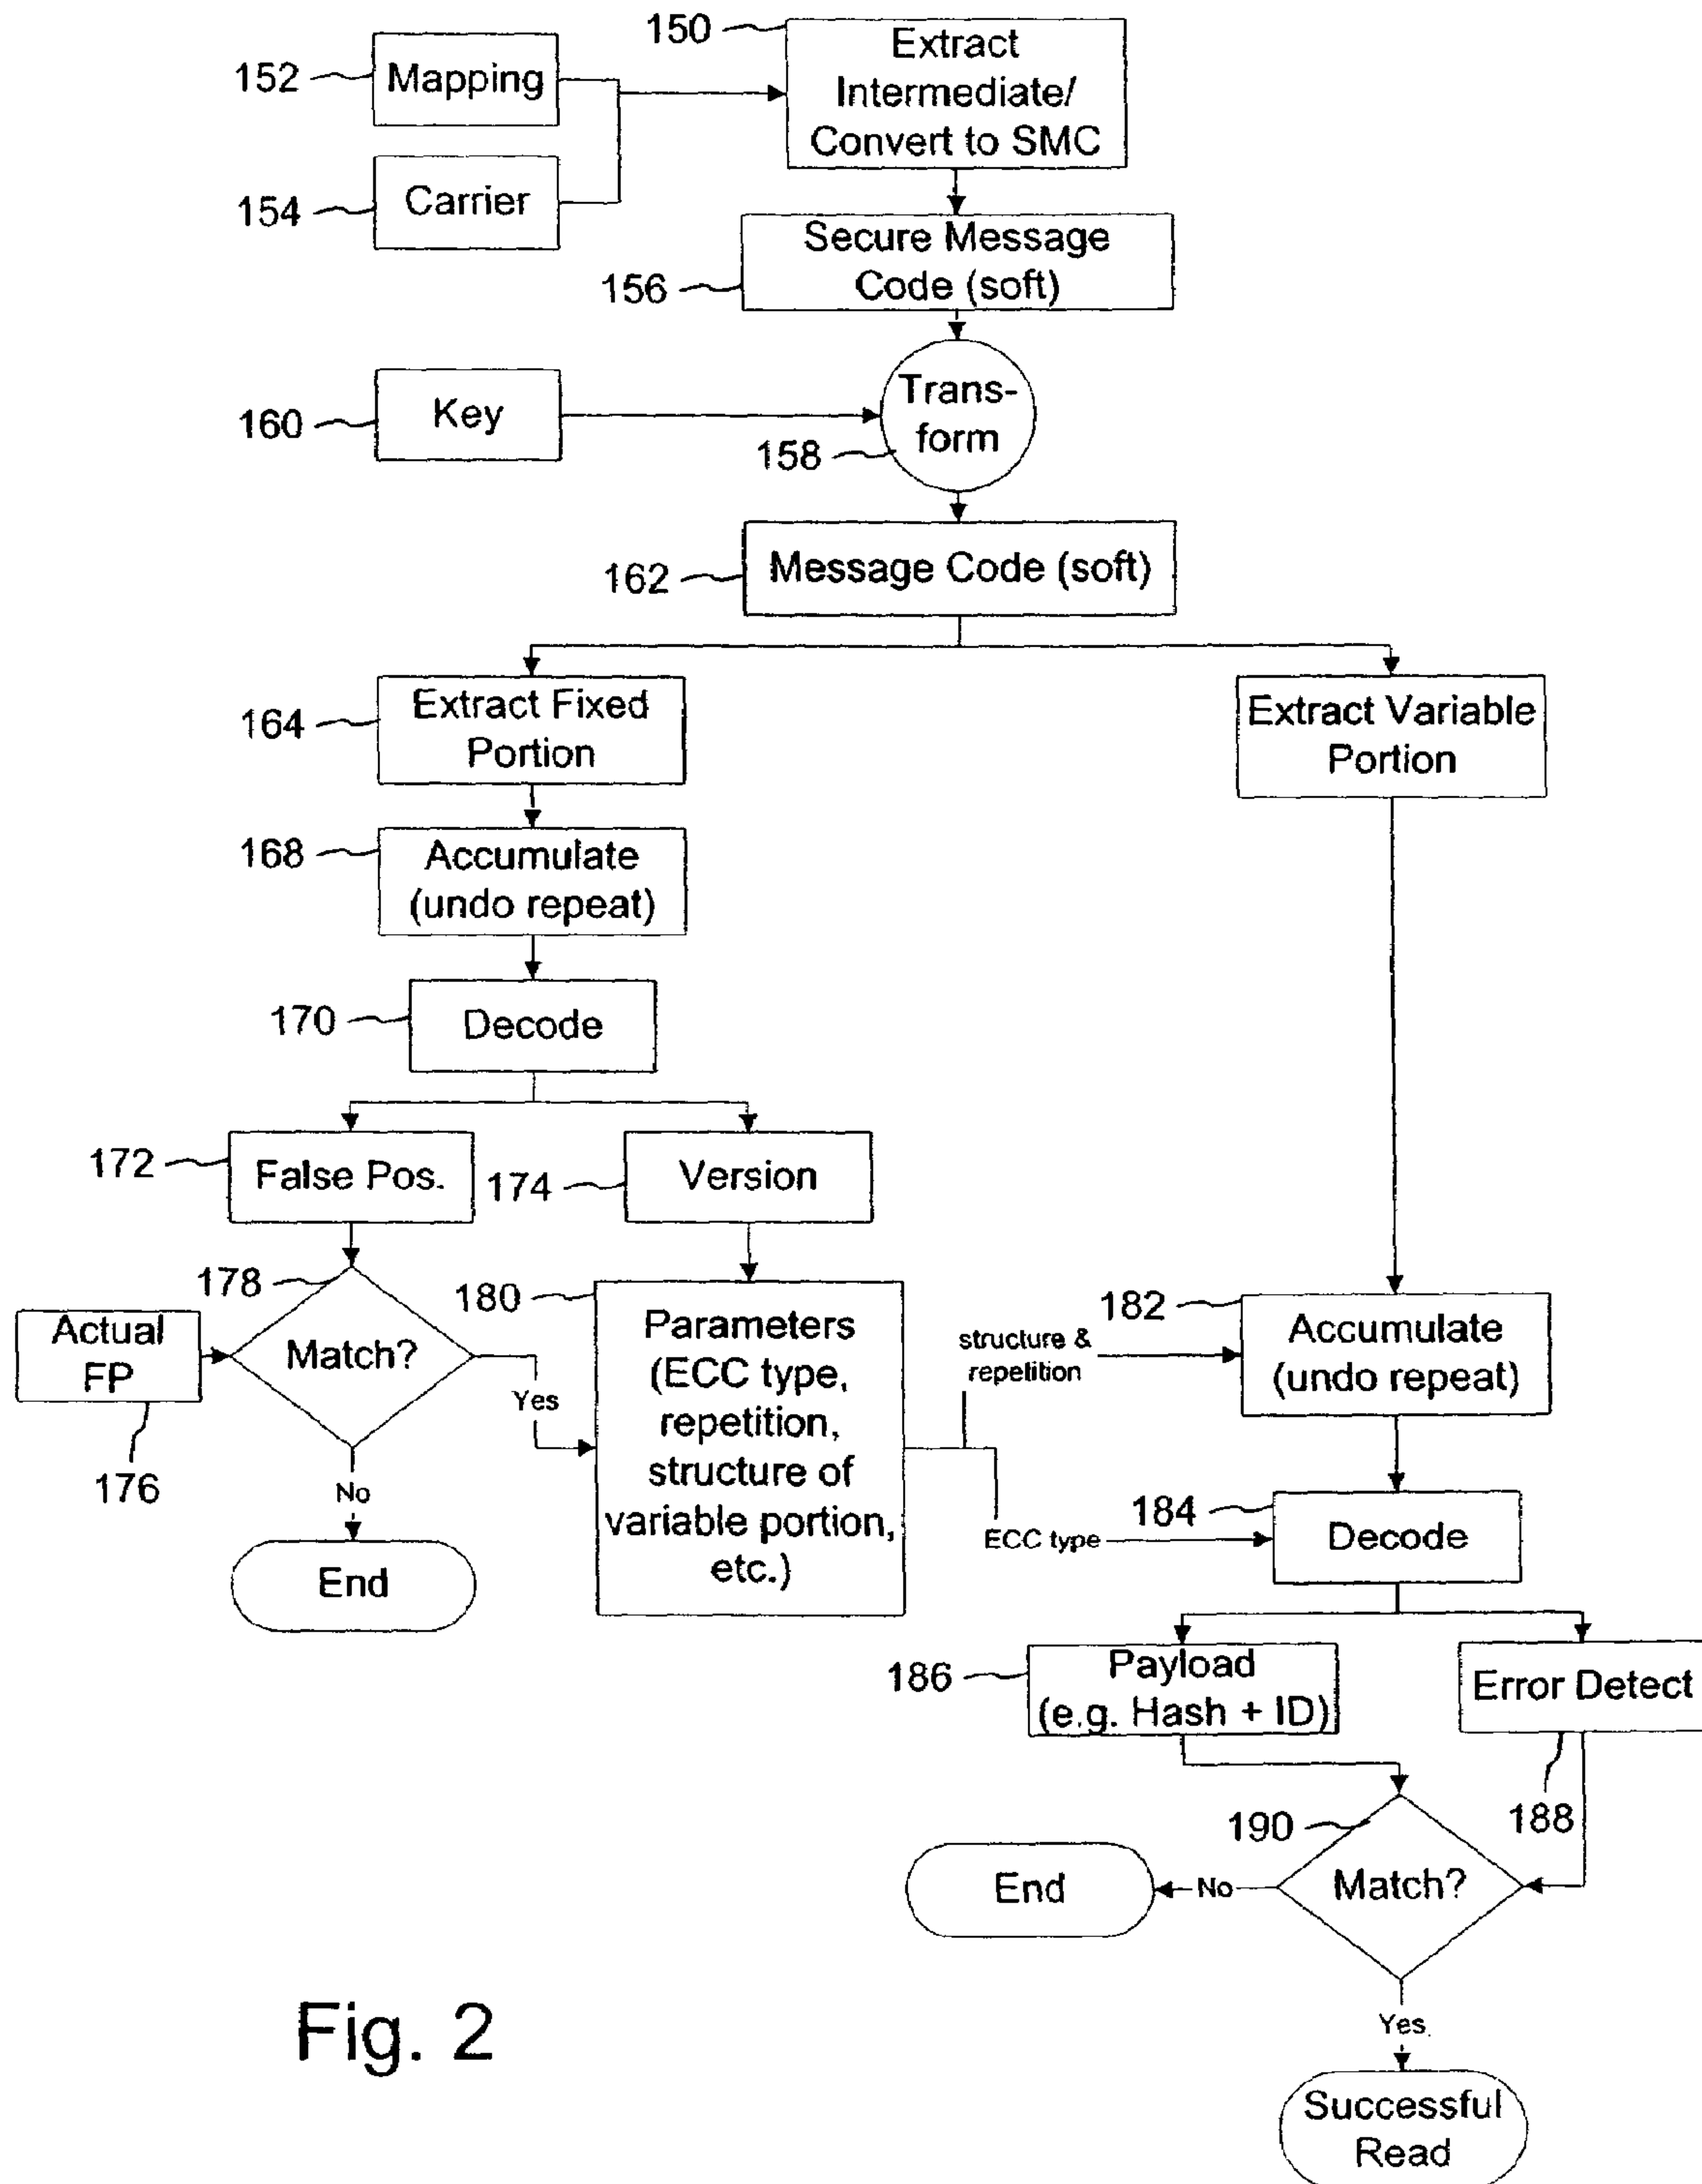 150
Extract
Intermediate/
Convert to SMC
152
Mapping
154
Carrier
Secure Message
Code (soft)
156
160
Key
Trans-
form
158
162
Message Code (soft)
164
Extract Fixed
Portion
Extract Variable
Portion
168
Accumulate
(undo repeat)
170
Decode
172
False Pos.
174
Version
178
Match?
Actual
FP
176
Yes
No
End
180
Parameters
(ECC type,
repetition,
structure of
variable portion,
etc.)
structure &
repetition
ECC type
182
Accumulate
(undo repeat)
184
Decode
186
Payload
(e.g. Hash + ID)
Error Detect
188
190
Match?
No
End
Yes
Successful
Read
Fig. 2